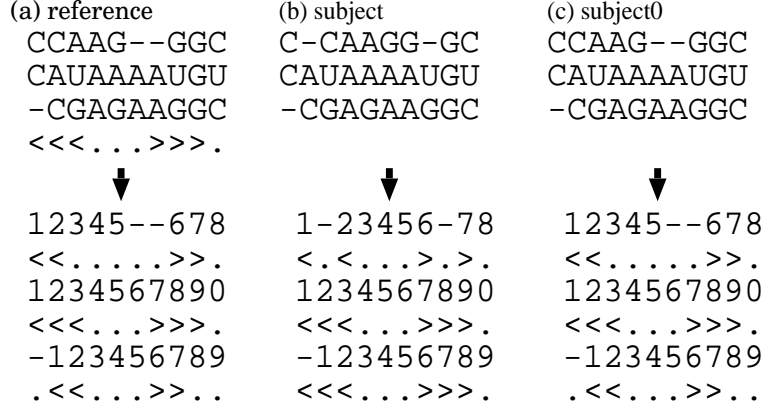 (a) reference (b) subject (c) subject0
CCAAG--GGC C-CAAGG-GC CCAAG--GGC
CAUAAAAUGU CAUAAAAUGU CAUAAAAUGU
-CGAGAAGGC -CGAGAAGGC -CGAGAAGGC
<<<...>>>.
12345--678 1-23456-78 12345--678
<<.....>>. <.<...>.>. <<.....>>.
1234567890 1234567890 1234567890
<<<...>>>. <<<...>>>. <<<...>>>.
-123456789 -123456789 -123456789
.<<...>>.. <<<...>>>. .<<...>>..